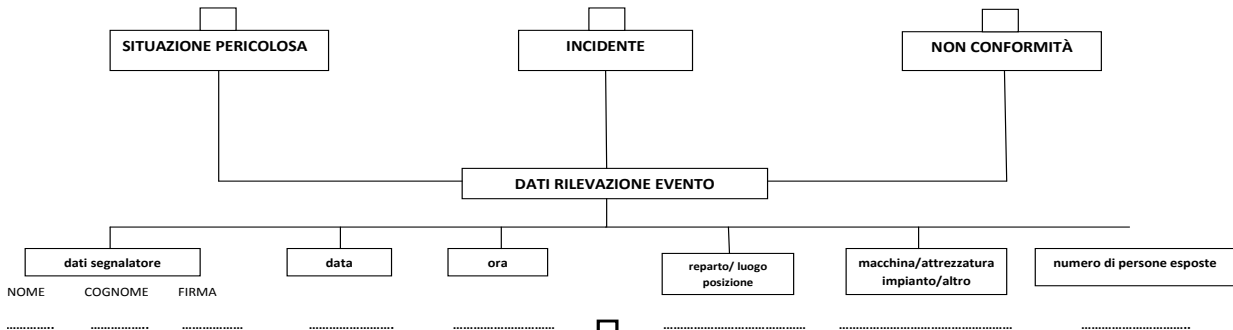 SITUAZIONE PERICOLOSA INCIDENTE NON CONFORMITÀ
DATI RILEVAZIONE EVENTO
dati segnalatore data ora reparto/ luogo posizione macchina/attrezzatura impianto/altro numero di persone esposte
NOME COGNOME FIRMA